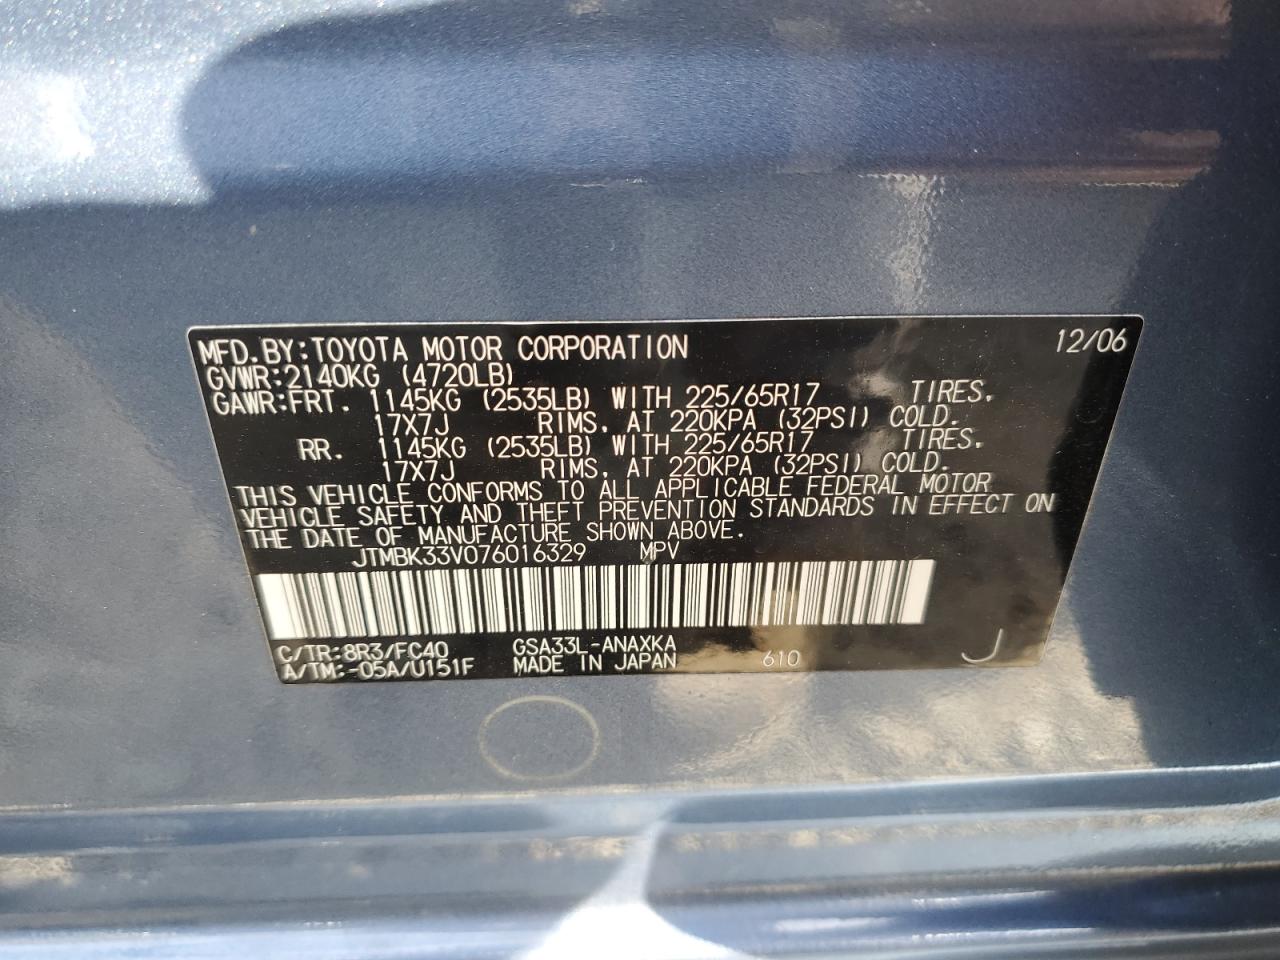 MFD.BY:TOYOTA MOTOR CORPORATION 12/06
GVWR:2140KG (4720LB)
GAWR:FRT. 1145KG (2535LB) WITH 225/65R17 TIRES,
17X7J RIMS, AT 220KPA (32PSI) COLD.
RR. 1145KG (2535LB) WITH 225/65R17 TIRES,
17X7J RIMS, AT 220KPA (32PSI) COLD.
THIS VEHICLE CONFORMS TO ALL APPLICABLE FEDERAL MOTOR
VEHICLE SAFETY AND THEFT PREVENTION STANDARDS IN EFFECT ON
THE DATE OF MANUFACTURE SHOWN ABOVE.
JTMBK33V076016329 MPV
C/TR:8R3/FC40 GSA33L-ANAXKA
A/TM:-05A/U151F MADE IN JAPAN 610 J